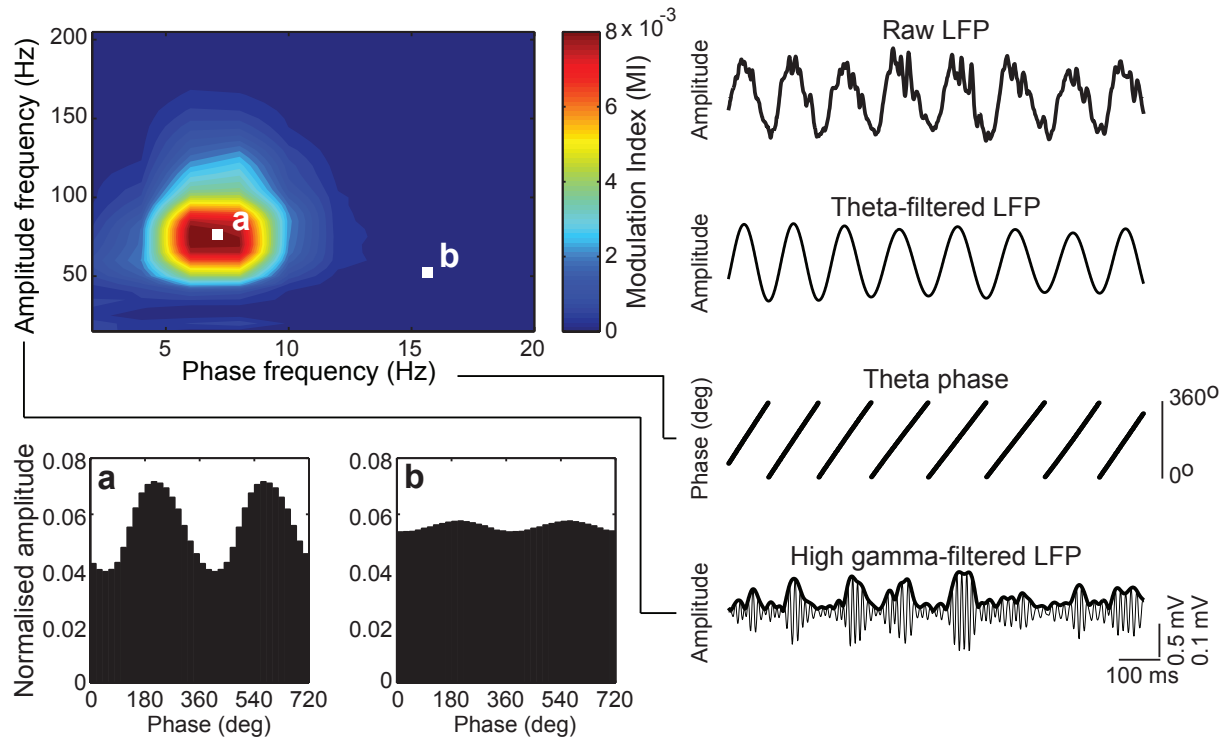 Amplitude frequency (Hz)
200
150
100
50
5
10
15
20
Phase frequency (Hz)
a
b
8 x 10-3
6
4
2
0
Modulation Index (MI)
Raw LFP
Amplitude
Theta-filtered LFP
Amplitude
Theta phase
Phase (deg)
360o
0o
High gamma-filtered LFP
Amplitude
0.5 mV
0.1 mV
100 ms
Normalised amplitude
0.08
0.06
0.04
0.02
0
a
0 180 360 540 720
Phase (deg)
0.08
0.06
0.04
0.02
0
b
0 180 360 540 720
Phase (deg)